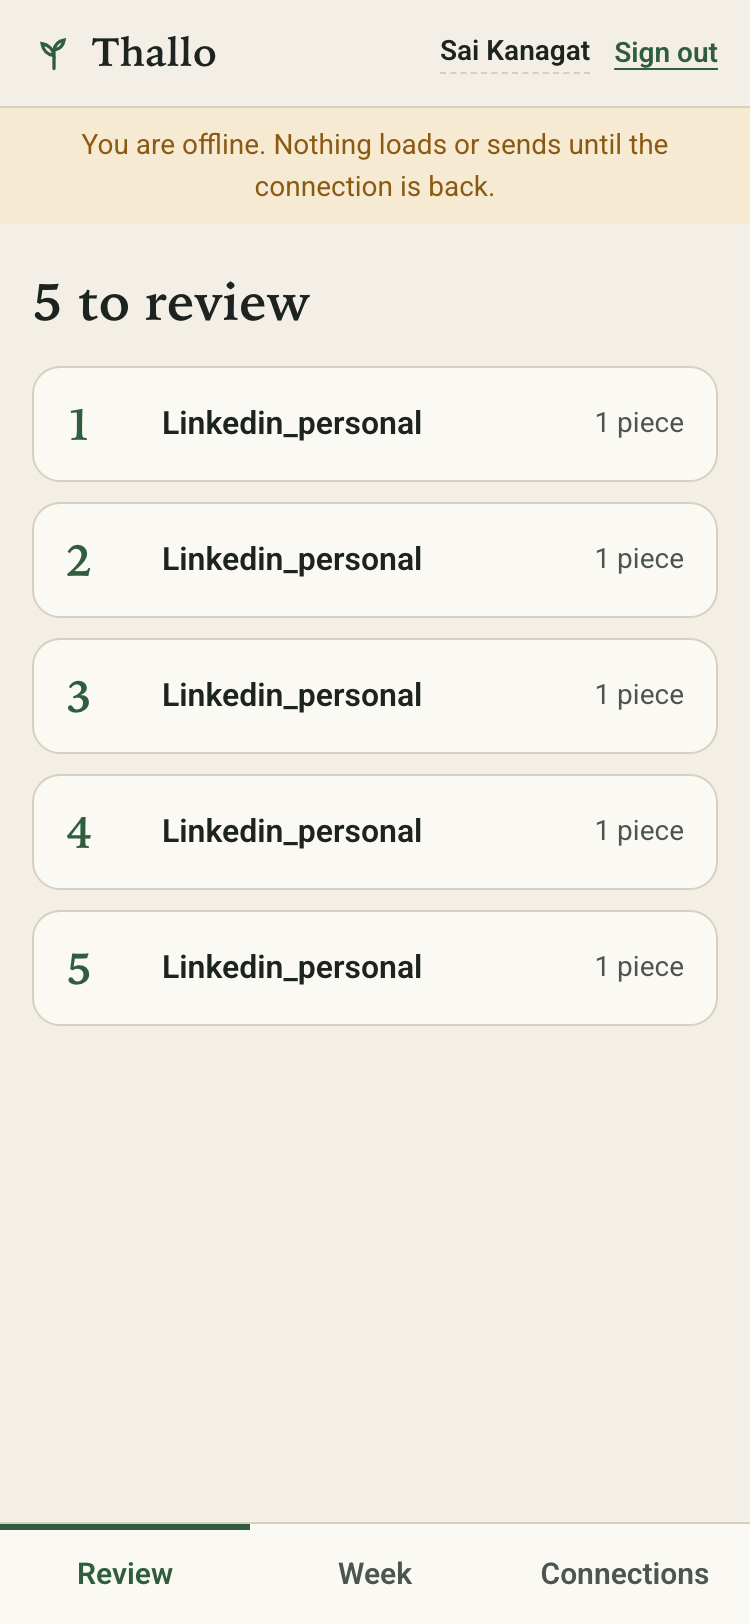 Thallo
Sai Kanagat
Sign out
You are offline. Nothing loads or sends until the
connection is back.
5 to review
1 Linkedin_personal 1 piece
2 Linkedin_personal 1 piece
3 Linkedin_personal 1 piece
4 Linkedin_personal 1 piece
5 Linkedin_personal 1 piece
Review Week Connections